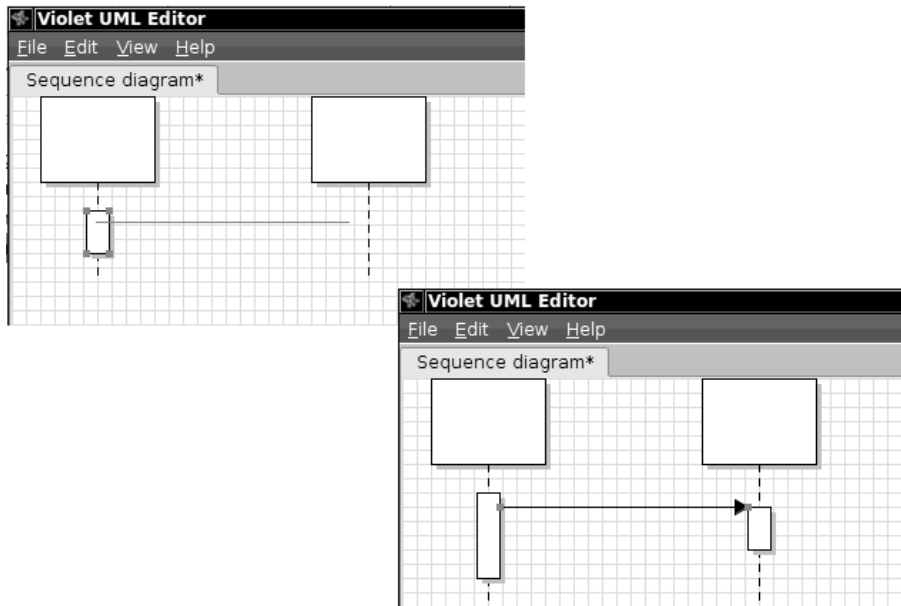 Violet UML Editor
File Edit View Help
Sequence diagram*
Violet UML Editor
File Edit View Help
Sequence diagram*